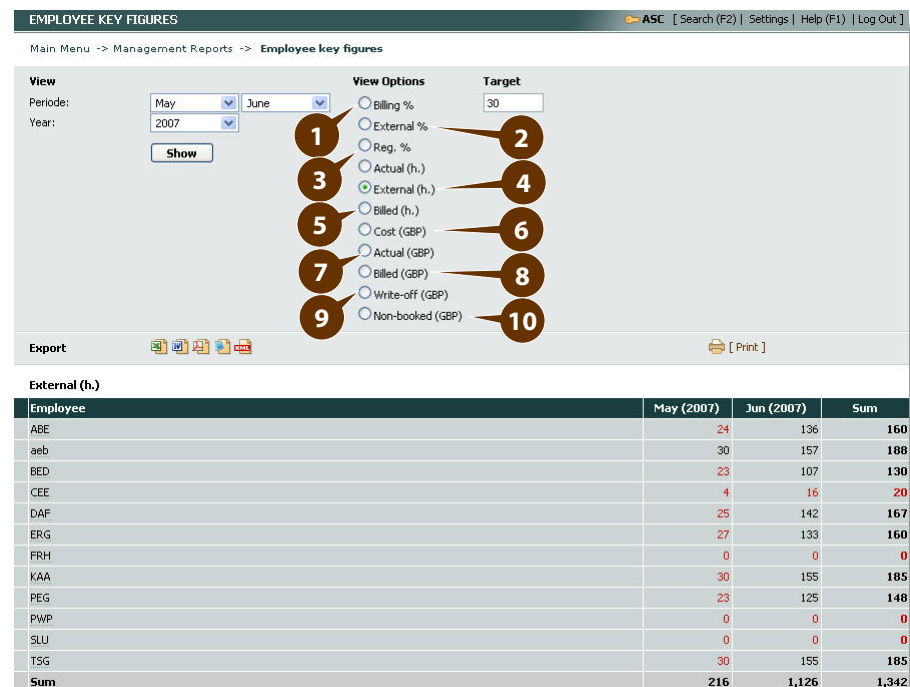 EMPLOYEE KEY FIGURES ASC [ Search (F2) | Settings | Help (F1) | Log Out ]
Main Menu -> Management Reports -> Employee key figures
View View Options Target
Periode: May June Billing % 30
Year: 2007 External %
1 2
Show Reg. %
Actual (h.)
3 4
External (h.)
Billed (h.)
5 6
Cost (GBP)
Actual (GBP)
7 8
Billed (GBP)
Write-off (GBP)
9 10
Non-booked (GBP)
Export XML [ Print ]
External (h.)
Employee May (2007) Jun (2007) Sum
ABE 24 136 160
aeb 30 157 188
BED 23 107 130
CEE 4 16 20
DAF 25 142 167
ERG 27 133 160
FRH 0 0 0
KAA 30 155 185
PEG 23 125 148
PWP 0 0 0
SLU 0 0 0
TSG 30 155 185
Sum 216 1,126 1,342